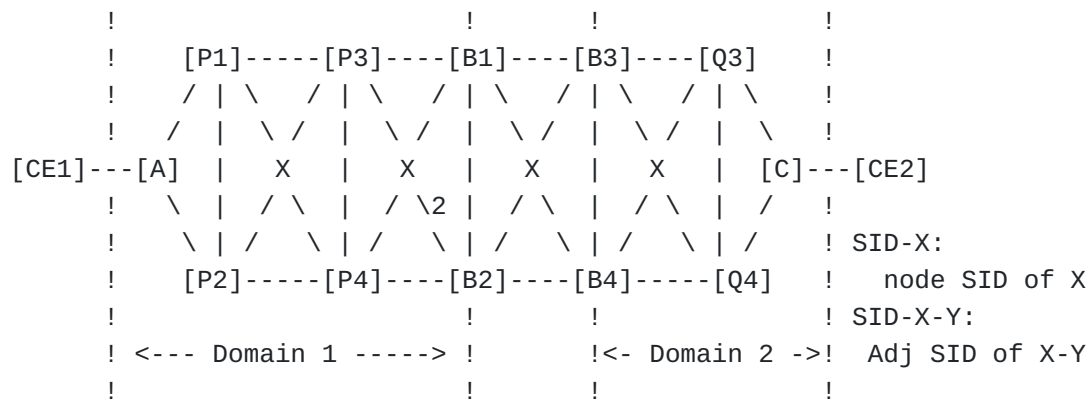 !                      !       !              !
!    [P1]-----[P3]----[B1]----[B3]----[Q3]    !
!    / | \   / | \   / | \   / | \   / | \    !
!   /  |  \ /  |  \ /  |  \ /  |  \ /  |  \   !
[CE1]---[A]  |   X   |   X   |   X   |   X   |  [C]---[CE2]
!   \  |  / \  |  / \2 |  / \  |  / \  |  /   !
!    \ | /   \ | /   \ | /   \ | /   \ | /    ! SID-X:
!    [P2]-----[P4]----[B2]----[B4]-----[Q4]   !   node SID of X
!                      !       !              ! SID-X-Y:
! <--- Domain 1 -----> !       !<- Domain 2 ->!  Adj SID of X-Y
!                      !       !              !